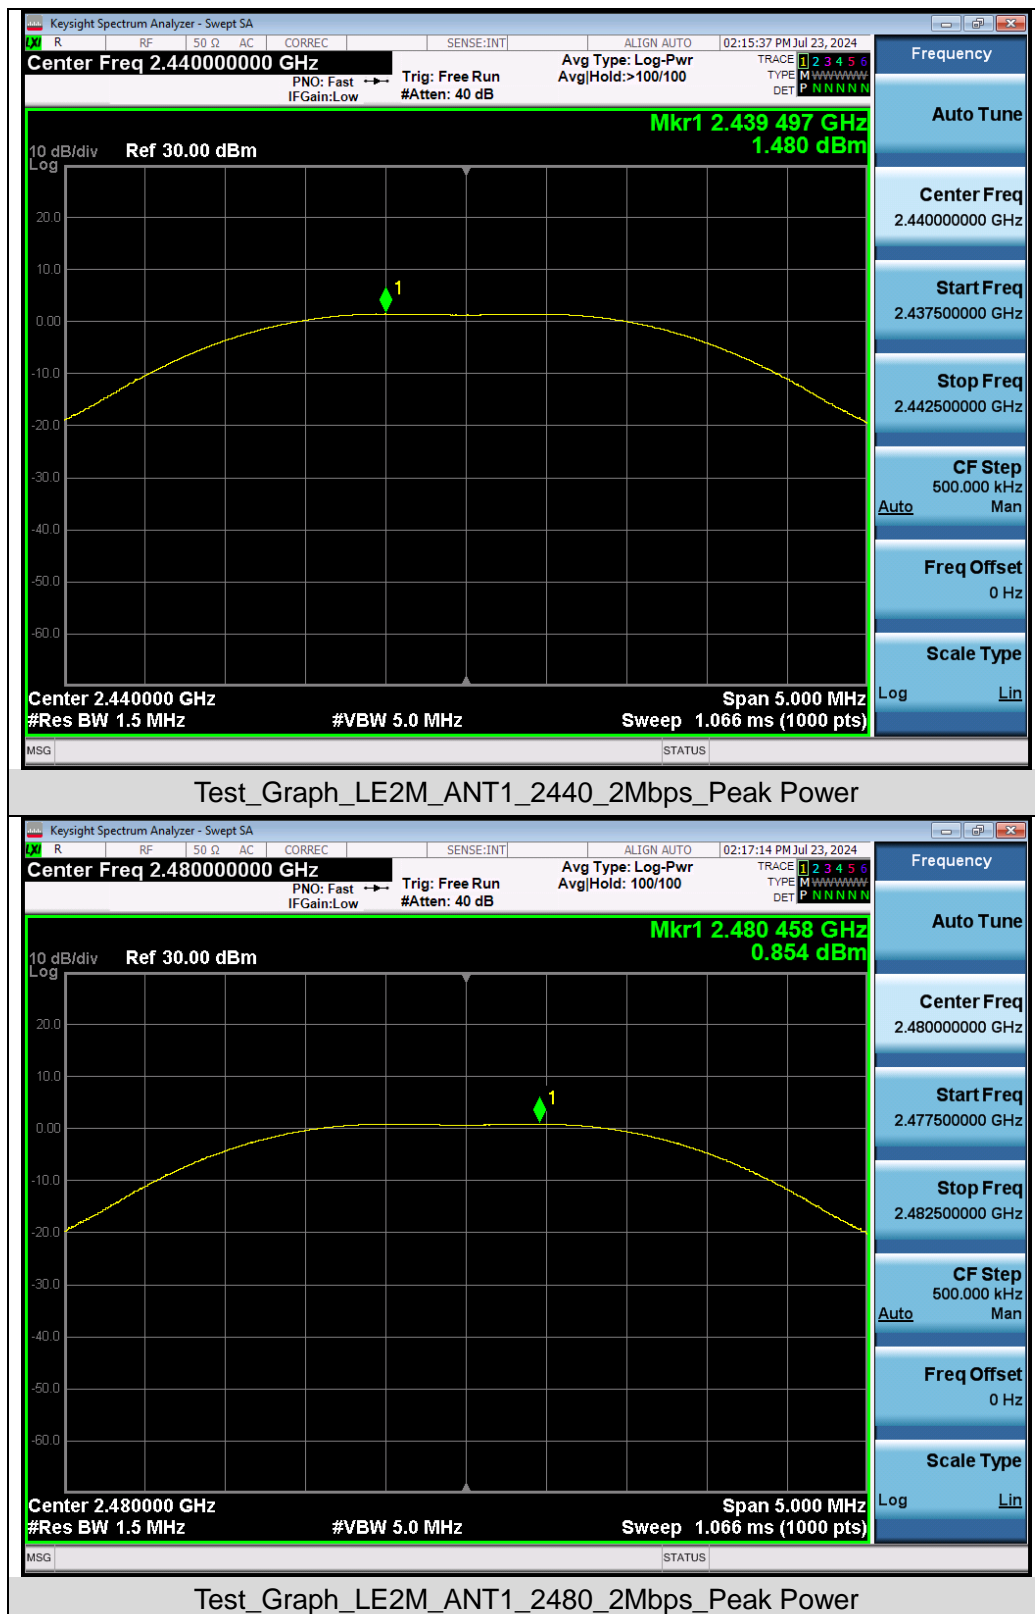 Keysight Spectrum Analyzer - Swept SA
LXI R RF 50 Ω AC CORREC SENSE:INT ALIGN AUTO 02:15:37 PM Jul 23, 2024
Center Freq 2.440000000 GHz
PNO: Fast
IFGain:Low
Trig: Free Run
#Atten: 40 dB
Avg Type: Log-Pwr
Avg|Hold:>100/100
TRACE 1 2 3 4 5 6
TYPE M WWWWW
DET P N N N N N
Mkr1 2.439 497 GHz
1.480 dBm
10 dB/div Ref 30.00 dBm
Log
20.0
10.0
0.00
-10.0
-20.0
-30.0
-40.0
-50.0
-60.0
Center 2.440000 GHz Span 5.000 MHz
#Res BW 1.5 MHz #VBW 5.0 MHz Sweep 1.066 ms (1000 pts)
MSG STATUS
Frequency
Auto Tune
Center Freq
2.440000000 GHz
Start Freq
2.437500000 GHz
Stop Freq
2.442500000 GHz
CF Step
500.000 kHz
Auto Man
Freq Offset
0 Hz
Scale Type
Log Lin
Test_Graph_LE2M_ANT1_2440_2Mbps_Peak Power
Keysight Spectrum Analyzer - Swept SA
LXI R RF 50 Ω AC CORREC SENSE:INT ALIGN AUTO 02:17:14 PM Jul 23, 2024
Center Freq 2.480000000 GHz
PNO: Fast
IFGain:Low
Trig: Free Run
#Atten: 40 dB
Avg Type: Log-Pwr
Avg|Hold: 100/100
TRACE 1 2 3 4 5 6
TYPE M WWWWW
DET P N N N N N
Mkr1 2.480 458 GHz
0.854 dBm
10 dB/div Ref 30.00 dBm
Log
20.0
10.0
0.00
-10.0
-20.0
-30.0
-40.0
-50.0
-60.0
Center 2.480000 GHz Span 5.000 MHz
#Res BW 1.5 MHz #VBW 5.0 MHz Sweep 1.066 ms (1000 pts)
MSG STATUS
Frequency
Auto Tune
Center Freq
2.480000000 GHz
Start Freq
2.477500000 GHz
Stop Freq
2.482500000 GHz
CF Step
500.000 kHz
Auto Man
Freq Offset
0 Hz
Scale Type
Log Lin
Test_Graph_LE2M_ANT1_2480_2Mbps_Peak Power